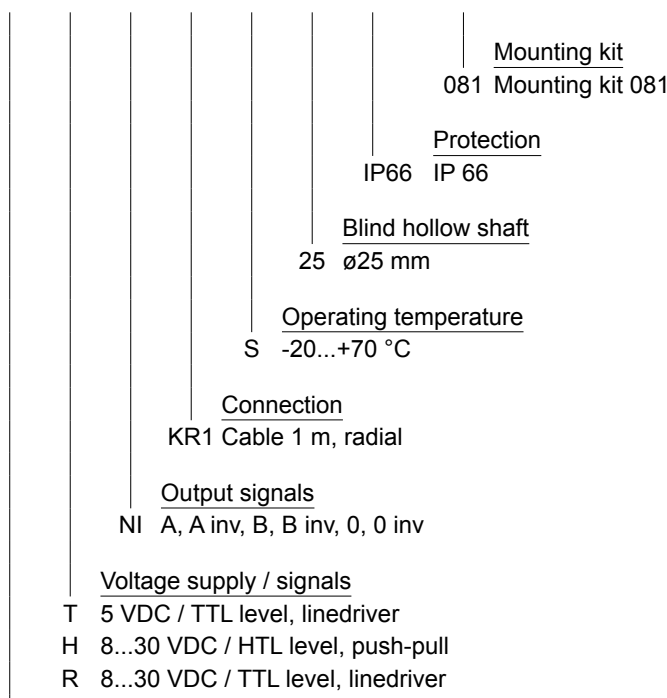 Mounting kit
081 Mounting kit 081
Protection
IP66 IP 66
Blind hollow shaft
25 ø25 mm
Operating temperature
S -20...+70 °C
Connection
KR1 Cable 1 m, radial
Output signals
NI A, A inv, B, B inv, 0, 0 inv
Voltage supply / signals
T 5 VDC / TTL level, linedriver
H 8...30 VDC / HTL level, push-pull
R 8...30 VDC / TTL level, linedriver